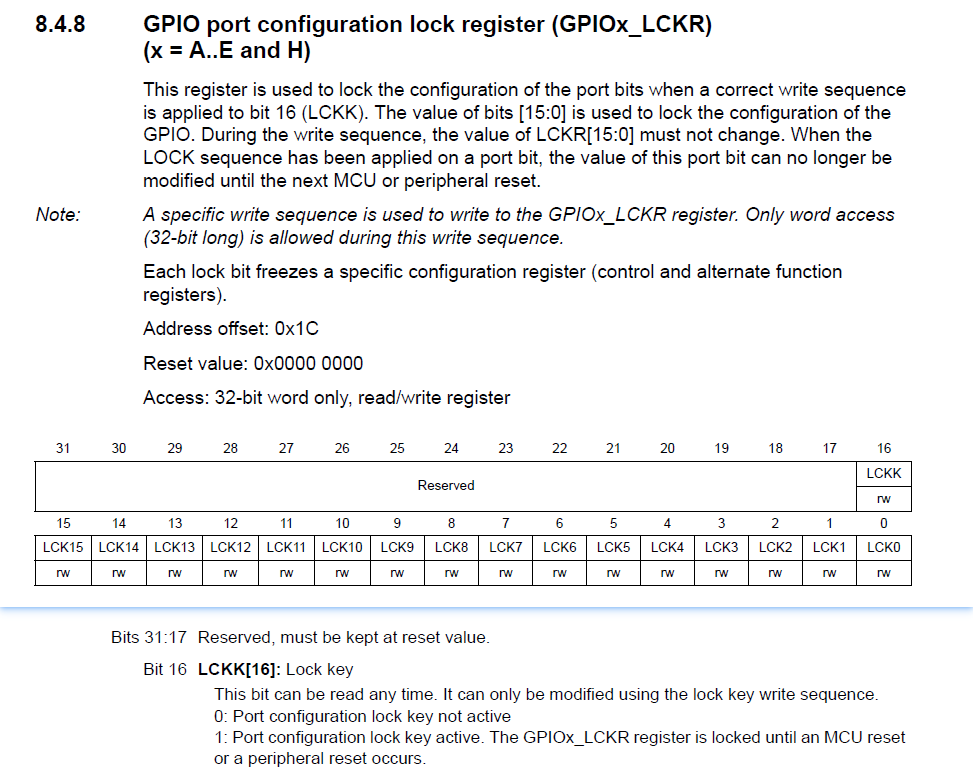 8.4.8 GPIO port configuration lock register (GPIOx_LCKR)
(x = A..E and H)
This register is used to lock the configuration of the port bits when a correct write sequence
is applied to bit 16 (LCKK). The value of bits [15:0] is used to lock the configuration of the
GPIO. During the write sequence, the value of LCKR[15:0] must not change. When the
LOCK sequence has been applied on a port bit, the value of this port bit can no longer be
modified until the next MCU or peripheral reset.
Note: A specific write sequence is used to write to the GPIOx_LCKR register. Only word access
(32-bit long) is allowed during this write sequence.
Each lock bit freezes a specific configuration register (control and alternate function
registers).
Address offset: 0x1C
Reset value: 0x0000 0000
Access: 32-bit word only, read/write register
31 30 29 28 27 26 25 24 23 22 21 20 19 18 17 16
Reserved LCKK
rw
15 14 13 12 11 10 9 8 7 6 5 4 3 2 1 0
LCK15 LCK14 LCK13 LCK12 LCK11 LCK10 LCK9 LCK8 LCK7 LCK6 LCK5 LCK4 LCK3 LCK2 LCK1 LCK0
rw rw rw rw rw rw rw rw rw rw rw rw rw rw rw rw
Bits 31:17 Reserved, must be kept at reset value.
Bit 16 LCKK[16]: Lock key
This bit can be read any time. It can only be modified using the lock key write sequence.
0: Port configuration lock key not active
1: Port configuration lock key active. The GPIOx_LCKR register is locked until an MCU reset
or a peripheral reset occurs.